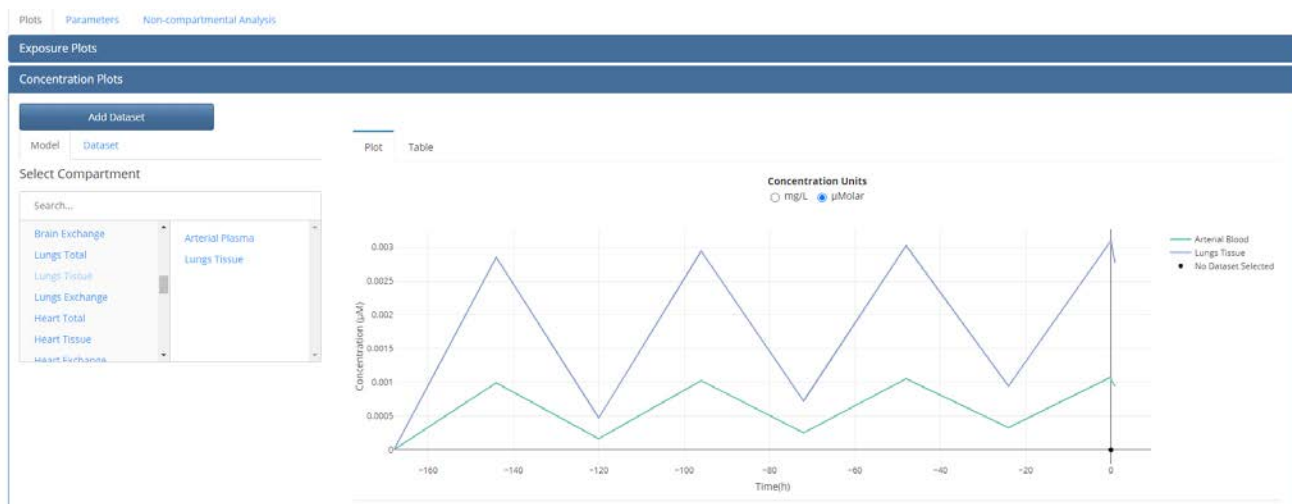 Plots Parameters Non-compartmental Analysis
Exposure Plots
Concentration Plots
Add Dataset
Model Dataset
Select Compartment
Search...
Brain Exchange
Lungs Total
Lungs Tissue
Lungs Exchange
Heart Total
Heart Tissue
Heart Exchange
Arterial Plasma
Lungs Tissue
Plot Table
Concentration Units
mg/L µMolar
Concentration (µM)
0.003
0.0025
0.002
0.0015
0.001
0.0005
0
−160 −140 −120 −100 −80 −60 −40 −20 0
Time(h)
Arterial Blood
Lungs Tissue
No Dataset Selected